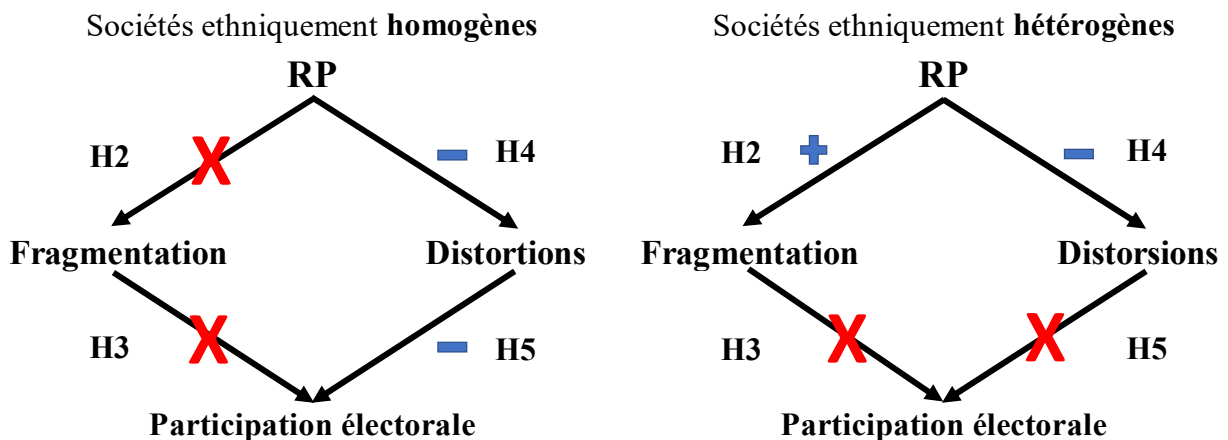 Sociétés ethniquement homogènes
RP
H2
X
H4
Fragmentation
Distortions
H3
X
H5
Participation électorale
Sociétés ethniquement hétérogènes
RP
H2
+
-
H4
Fragmentation
Distorsions
H3
X
X
H5
Participation électorale